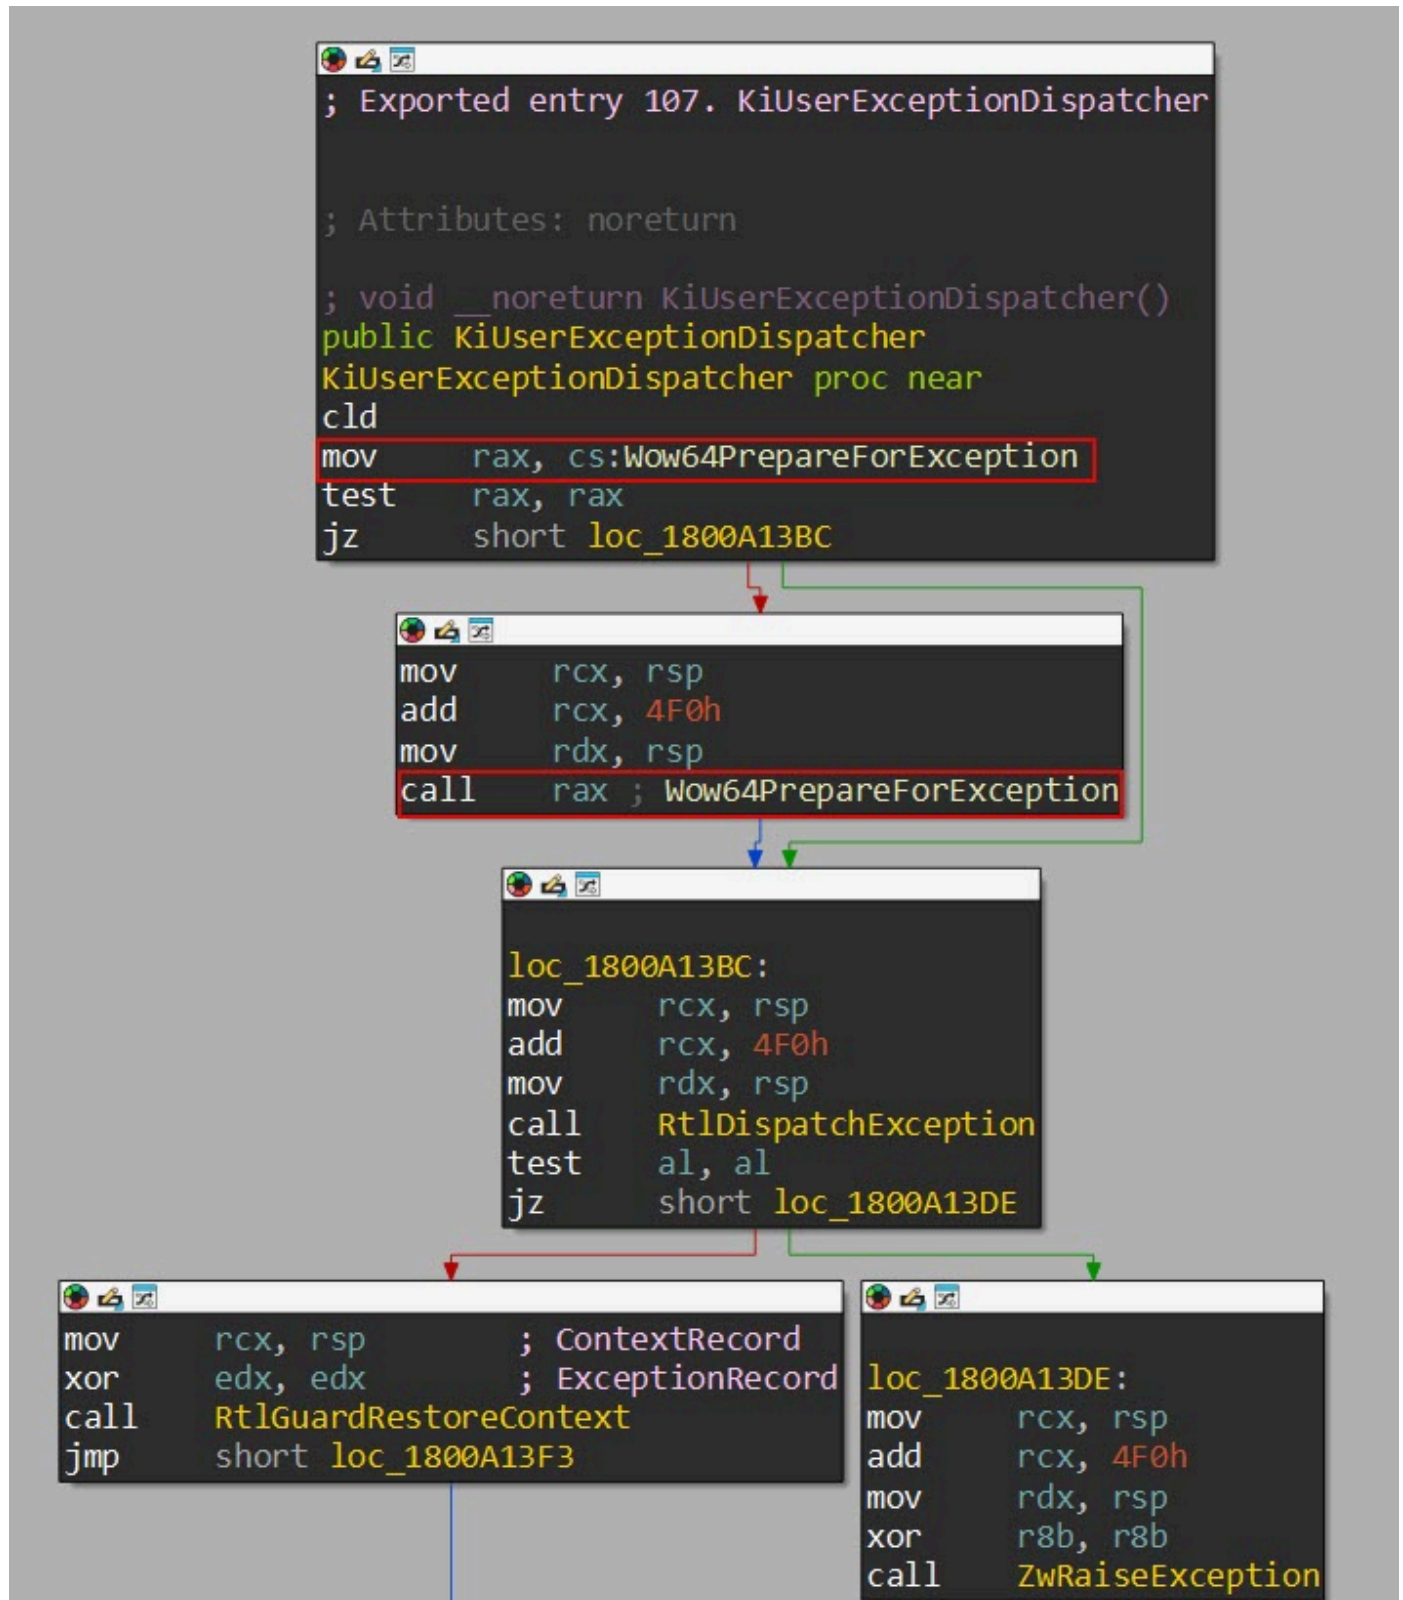 ; Exported entry 107. KiUserExceptionDispatcher
; Attributes: noreturn
; void __noreturn KiUserExceptionDispatcher()
public KiUserExceptionDispatcher
KiUserExceptionDispatcher proc near
cld
mov rax, cs:Wow64PrepareForException
test rax, rax
jz short loc_1800A13BC
mov rcx, rsp
add rcx, 4F0h
mov rdx, rsp
call rax ; Wow64PrepareForException
loc_1800A13BC:
mov rcx, rsp
add rcx, 4F0h
mov rdx, rsp
call RtlDispatchException
test al, al
jz short loc_1800A13DE
mov rcx, rsp ; ContextRecord
xor edx, edx ; ExceptionRecord
call RtlGuardRestoreContext
jmp short loc_1800A13F3
loc_1800A13DE:
mov rcx, rsp
add rcx, 4F0h
mov rdx, rsp
xor r8b, r8b
call ZwRaiseException